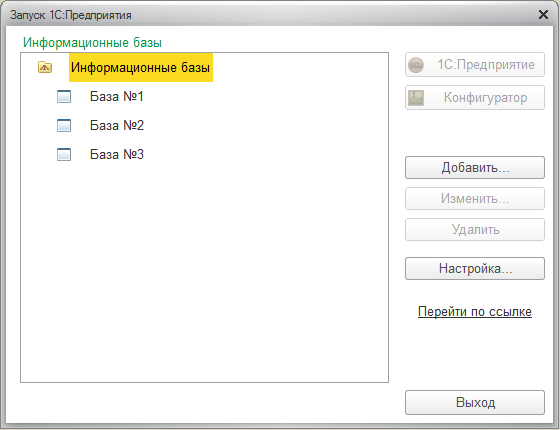 Запуск 1С:Предприятия
Информационные базы
Информационные базы
База №1
База №2
База №3
1С:Предприятие
Конфигуратор
Добавить...
Изменить...
Удалить
Настройка...
Перейти по ссылке
Выход